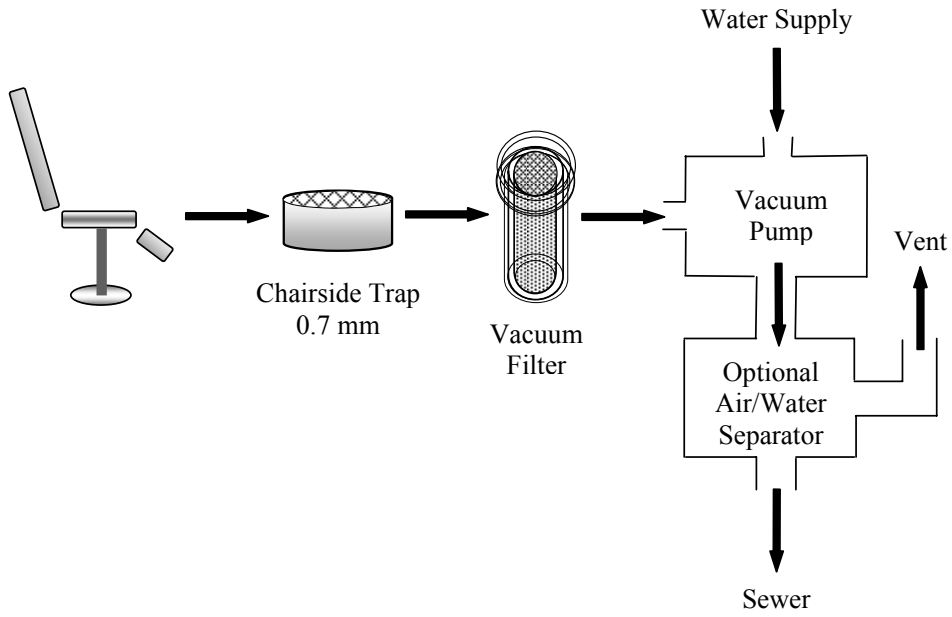 Water Supply
Vacuum
Pump
Vent
Chairside Trap
0.7 mm
Vacuum
Filter
Optional
Air/Water
Separator
Sewer